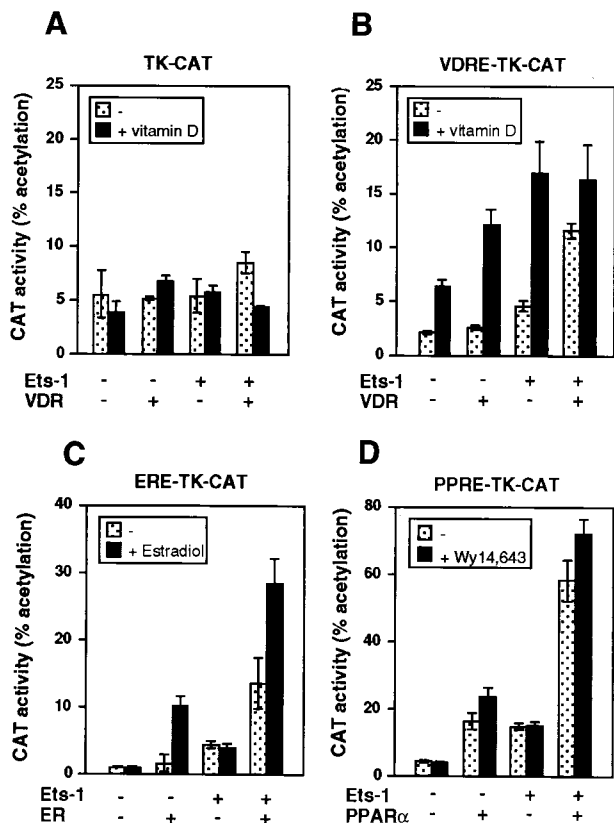 A
TK-CAT
CAT activity (% acetylation)
25
20
15
10
5
0
-
+ vitamin D
Ets-1 - - + +
VDR - + - +
B
VDRE-TK-CAT
CAT activity (% acetylation)
25
20
15
10
5
0
-
+ vitamin D
Ets-1 - - + +
VDR - + - +
C
ERE-TK-CAT
CAT activity (% acetylation)
40
30
20
10
0
-
+ Estradiol
Ets-1 - - + +
ER - + - +
D
PPRE-TK-CAT
CAT activity (% acetylation)
80
60
40
20
0
-
+ Wy14,643
Ets-1 - - + +
PPARα - + - +